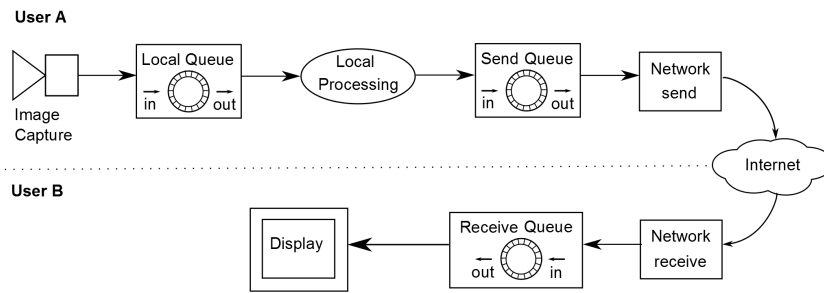 User A
Image
Capture
Local Queue
in
out
Local
Processing
Send Queue
in
out
Network
send
Internet
User B
Display
Receive Queue
out
in
Network
receive